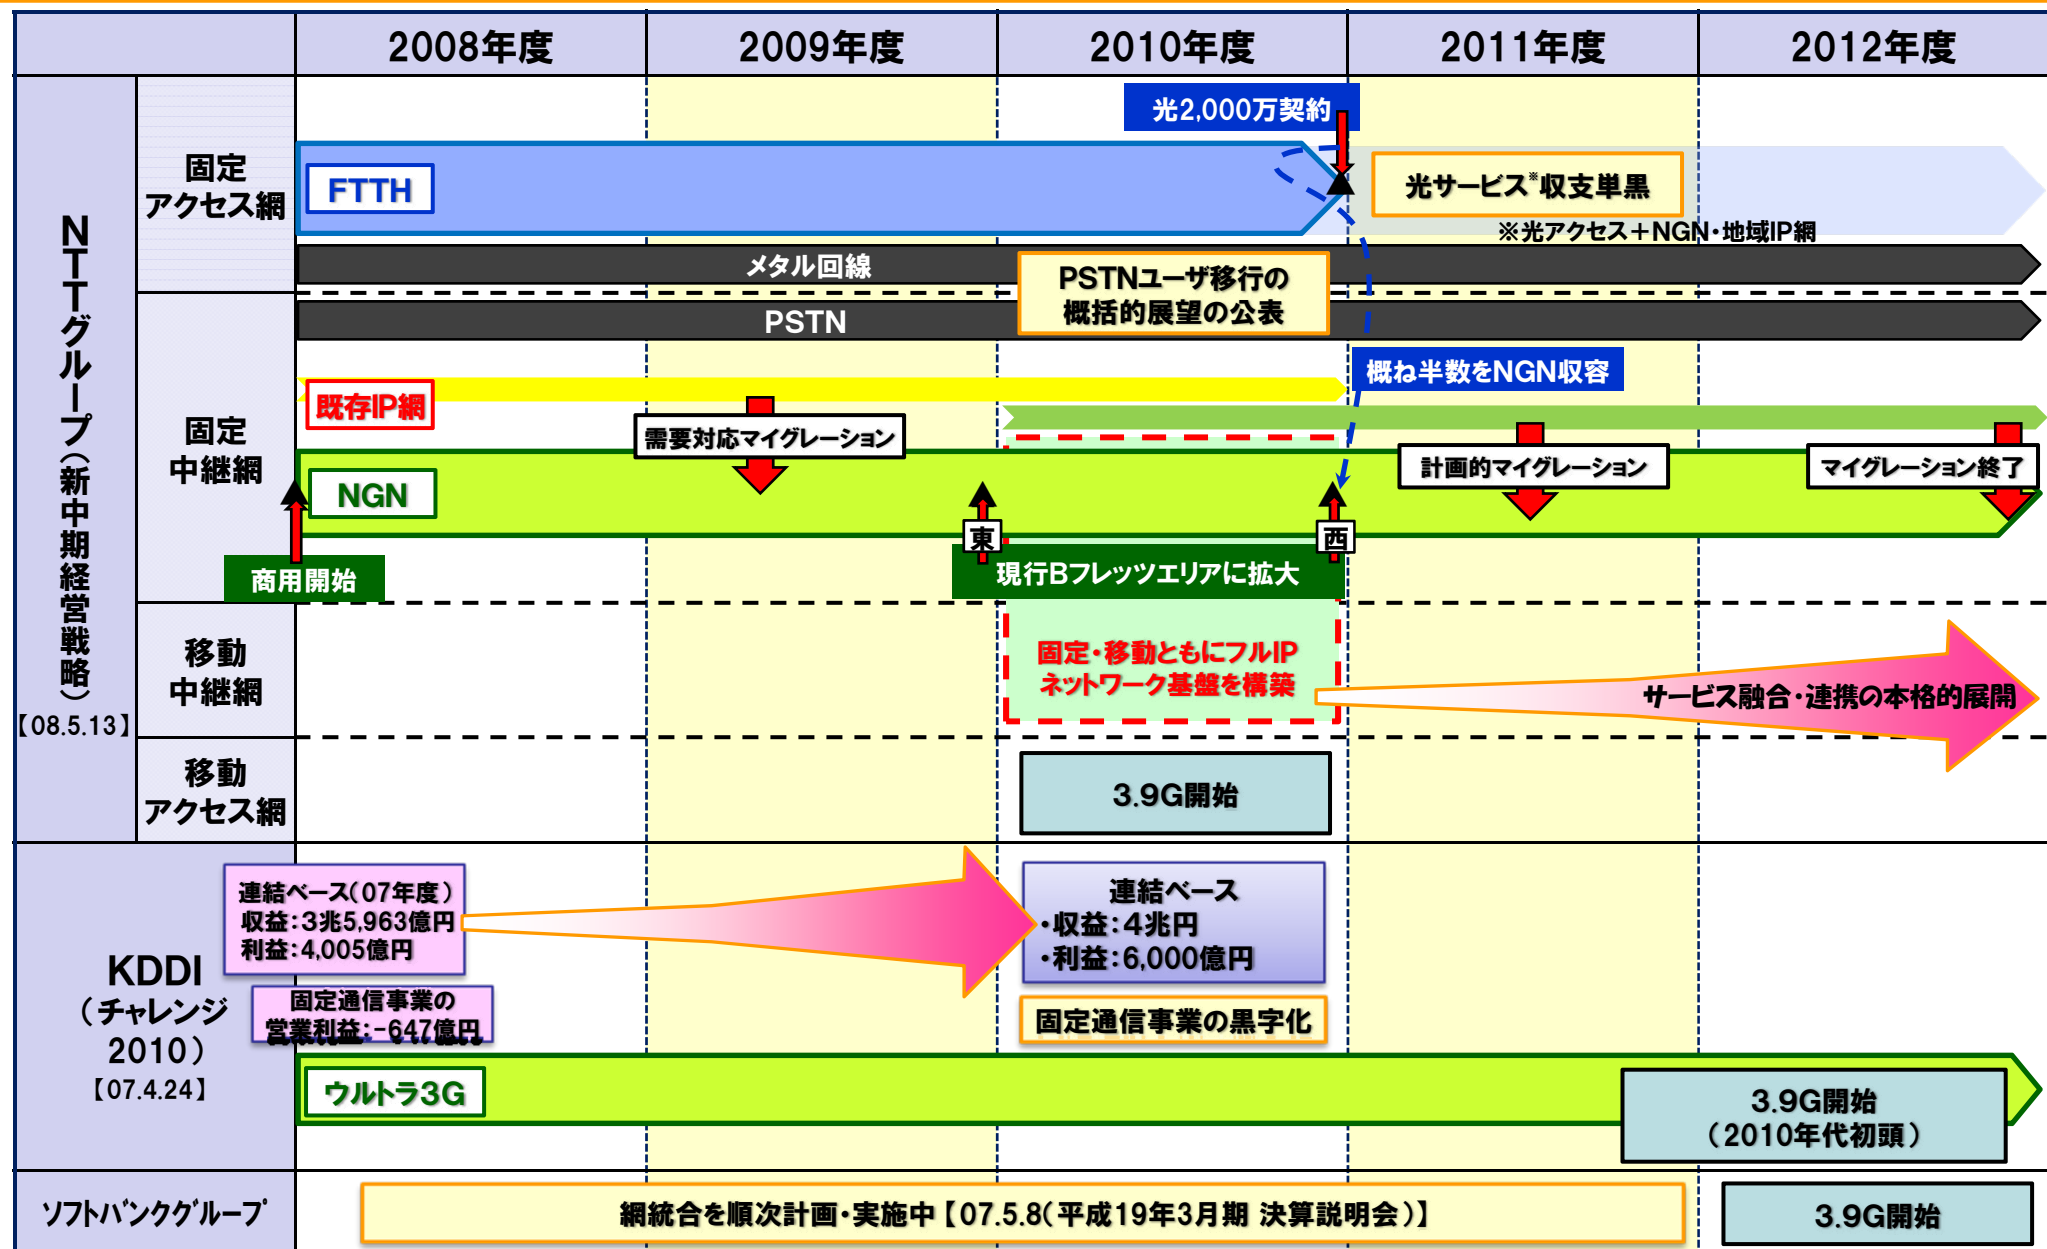 2008年度
2009年度
2010年度
2011年度
2012年度
NTTグループ(新中期経営戦略)
【08.5.13】
固定
アクセス網
光2,000万契約
FTTH
光サービス※収支単黒
※光アクセス＋NGN・地域IP網
メタル回線
PSTNユーザ移行の
概括的展望の公表
固定
中継網
PSTN
概ね半数をNGN収容
既存IP網
需要対応マイグレーション
計画的マイグレーション
マイグレーション終了
NGN
東
西
商用開始
現行Bフレッツエリアに拡大
移動
中継網
固定・移動ともにフルIP
ネットワーク基盤を構築
サービス融合・連携の本格的展開
移動
アクセス網
3.9G開始
KDDI
（チャレンジ
2010）
【07.4.24】
連結ベース（07年度）
収益：3兆5,963億円
利益：4,005億円
連結ベース
・収益：4兆円
・利益：6,000億円
固定通信事業の
営業利益：-647億円
固定通信事業の黒字化
ウルトラ3G
3.9G開始
（2010年代初頭）
ソフトバンクグループ
網統合を順次計画・実施中【07.5.8（平成19年3月期 決算説明会）】
3.9G開始